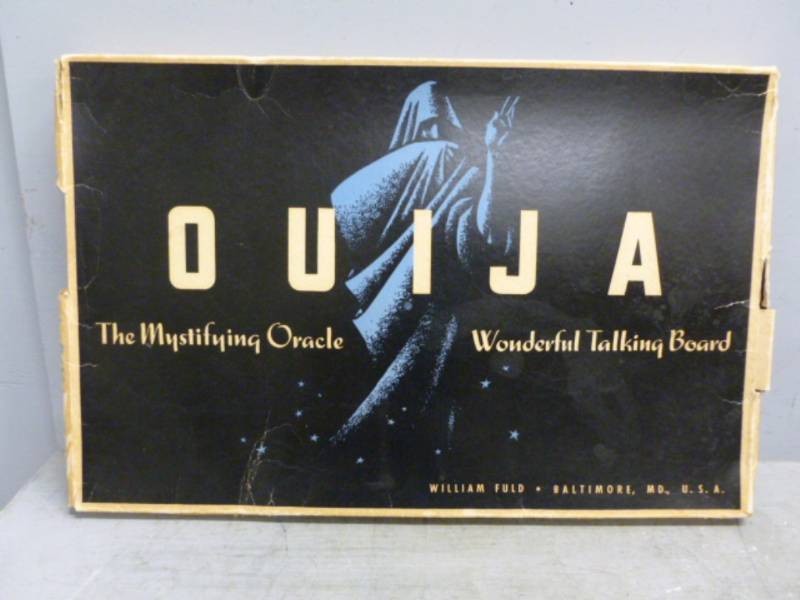 OUIJA
The Mystifying Oracle Wonderful Talking Board
WILLIAM FULD • BALTIMORE, MD., U.S.A.